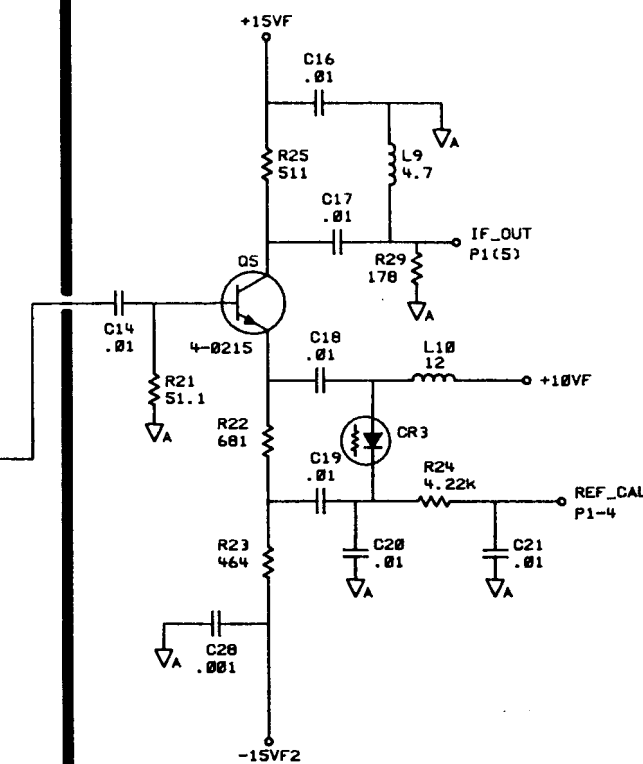 +15VF
C16
.01
A
R25
511
L9
4.7
C17
.01
IF_OUT
P1(5)
R29
178
Q5
A
C14
.01
4-0215
C18
.01
L10
12
+10VF
R21
51.1
A
R22
681
CR3
C19
.01
R24
4.22k
REF_CAL
P1-4
R23
464
C20
.01
C21
.01
A
A
C28
.001
A
-15VF2